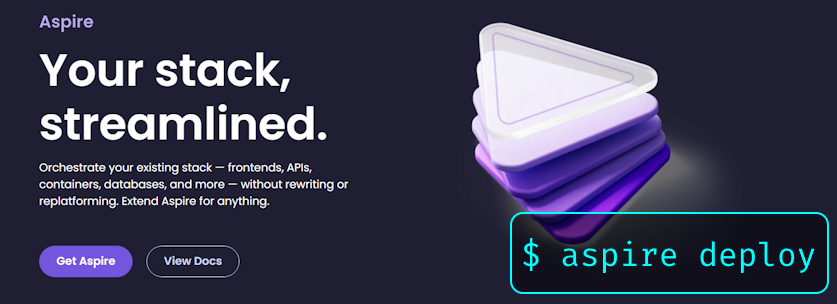 Aspire
Your stack,
streamlined.
Orchestrate your existing stack — frontends, APIs,
containers, databases, and more — without rewriting or
replatforming. Extend Aspire for anything.
Get Aspire
View Docs
$ aspire deploy